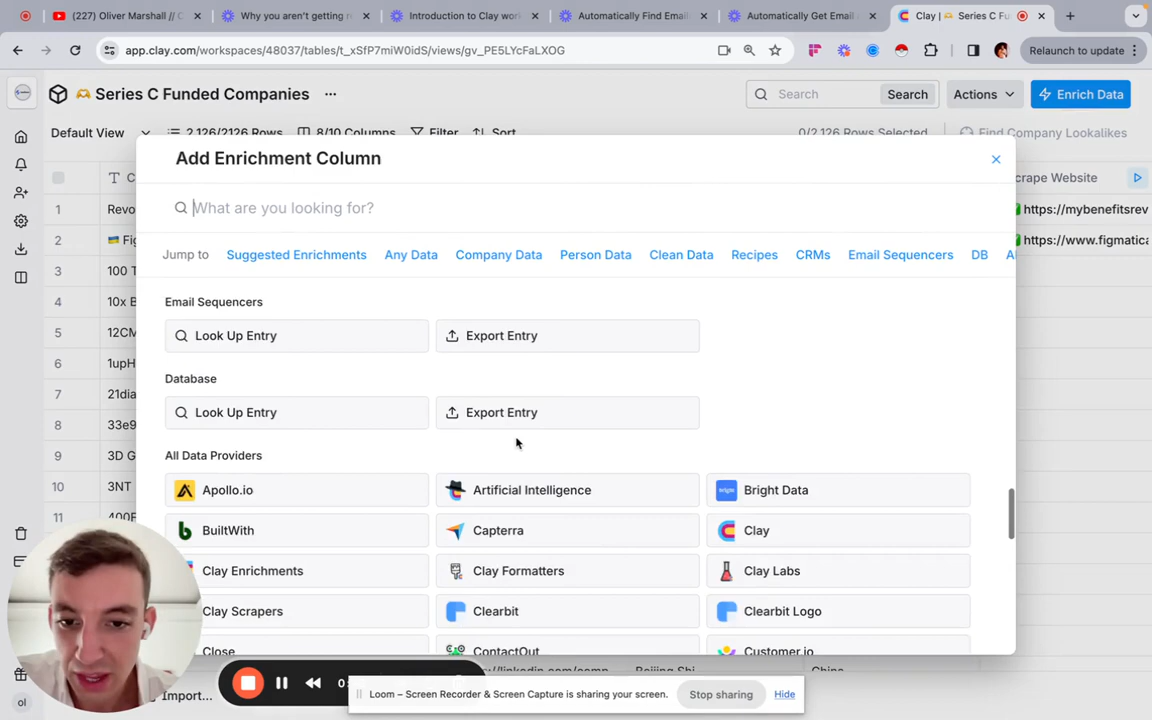 (227) Oliver Marshall // C
Why you aren't getting r
Introduction to Clay wor
Automatically Find Email
Automatically Get Email
Clay | Series C Fu
app.clay.com/workspaces/48037/tables/t_xSfP7miW0idS/views/gv_PE5LYcFaLXOG
Relaunch to update
Series C Funded Companies
Search
Search
Actions
Enrich Data
Default View
2,126/2126 Rows
8/10 Columns
Filter
Sort
0/2,126 Rows Selected
Find Company Lookalikes
Add Enrichment Column
T C
crape Website
What are you looking for?
1 Revo
https://mybenefitsrev
2 Fig
https://www.figmatica
3 100 T
4 10x B
5 12CM
6 1upH
7 21dia
8 33e9
9 3D G
10 3NT
11 400F
Jump to
Suggested Enrichments
Any Data
Company Data
Person Data
Clean Data
Recipes
CRMs
Email Sequencers
DB
Email Sequencers
Look Up Entry
Export Entry
Database
Look Up Entry
Export Entry
All Data Providers
Apollo.io
Artificial Intelligence
Bright Data
BuiltWith
Capterra
Clay
Clay Enrichments
Clay Formatters
Clay Labs
Clay Scrapers
Clearbit
Clearbit Logo
Close
ContactOut
Customer.io
Beijing Shi
China
Import...
Loom – Screen Recorder & Screen Capture is sharing your screen.
Stop sharing
Hide
ol